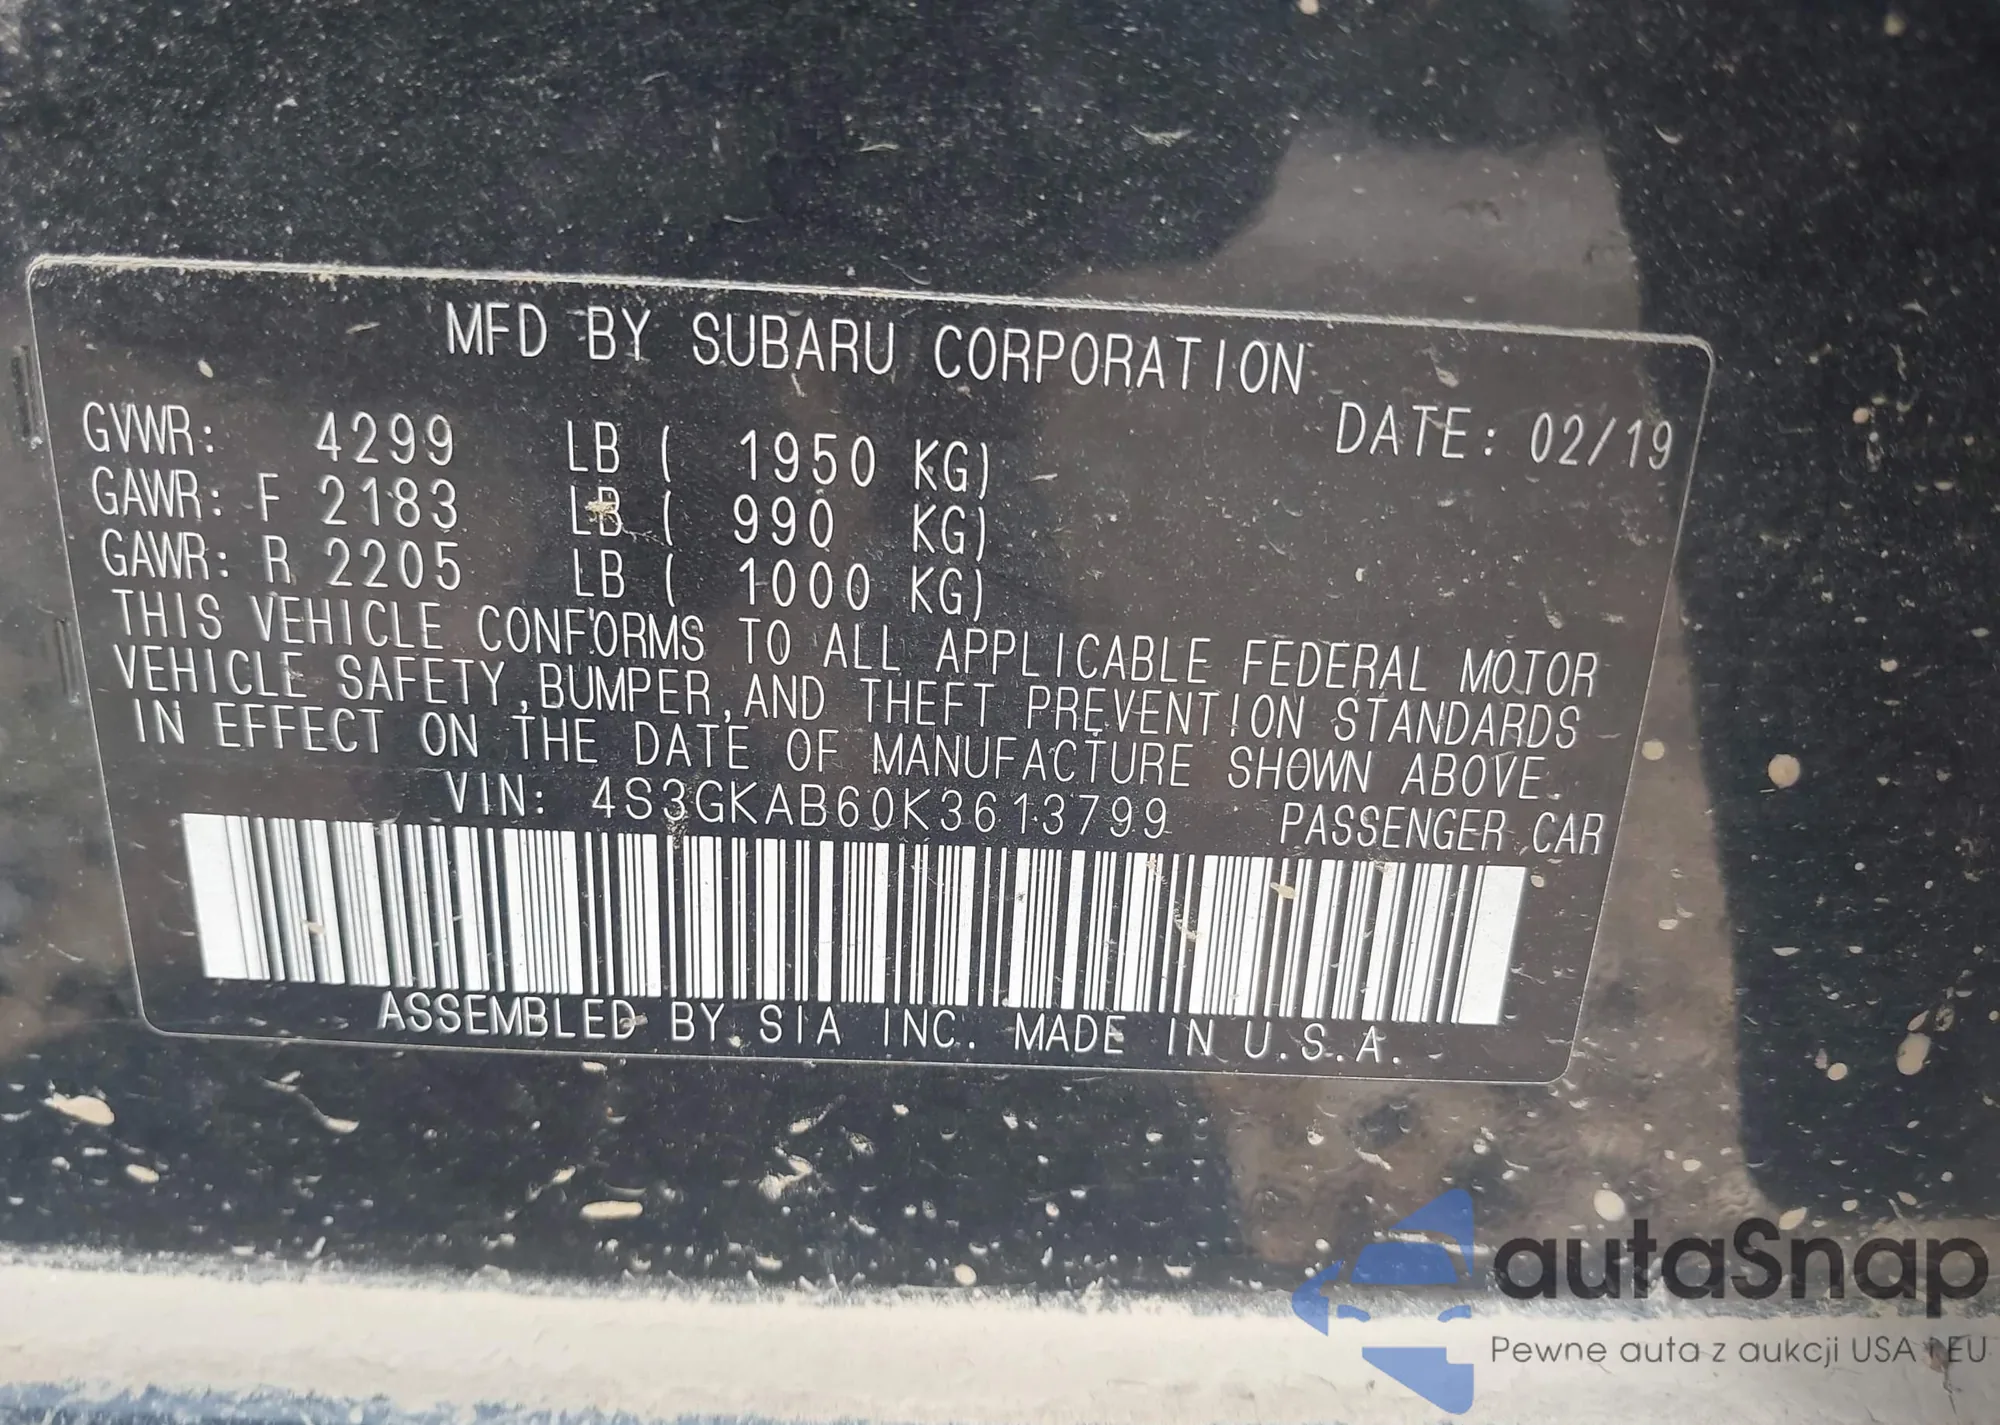 MFD BY SUBARU CORPORATION
DATE: 02/19
GVWR: 4299 LB ( 1950 KG)
GAWR: F 2183 LB ( 990 KG)
GAWR: R 2205 LB ( 1000 KG)
THIS VEHICLE CONFORMS TO ALL APPLICABLE FEDERAL MOTOR
VEHICLE SAFETY,BUMPER,AND THEFT PREVENTION STANDARDS
IN EFFECT ON THE DATE OF MANUFACTURE SHOWN ABOVE.
VIN: 4S3GKAB60K3613799 PASSENGER CAR
ASSEMBLED BY SIA INC. MADE IN U.S.A.
autaSnap
Pewne auta z aukcji USA i EU